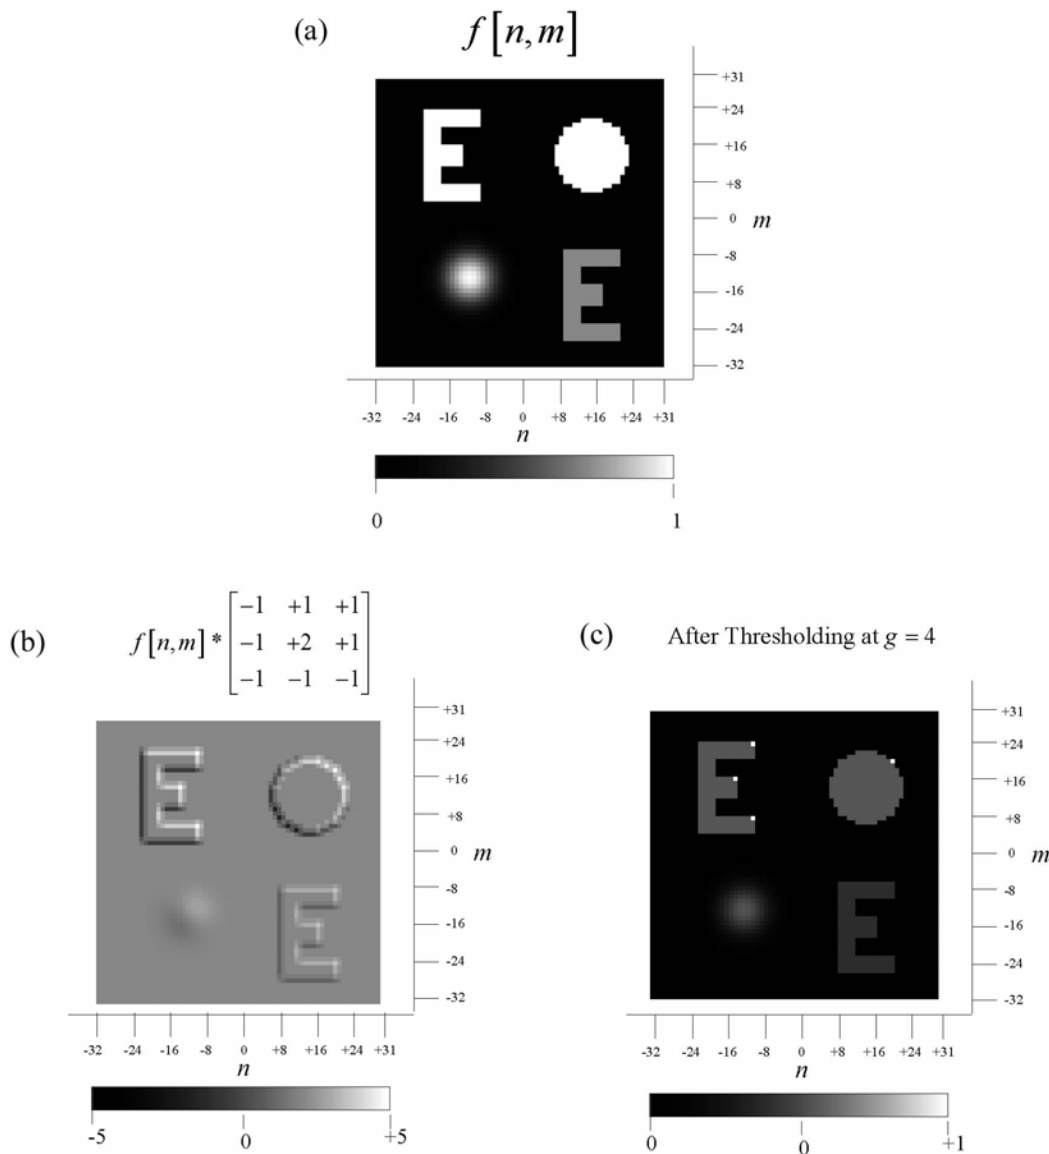 (a) f[n,m]
+31
+24
+16
+8
0 m
-8
-16
-24
-32
-32 -24 -16 -8 0 +8 +16 +24 +31
n
0 1
(b) f[n,m] * [−1 +1 +1
−1 +2 +1
−1 −1 −1]
+31
+24
+16
+8
0 m
-8
-16
-24
-32
-32 -24 -16 -8 0 +8 +16 +24 +31
n
-5 0 +5
(c) After Thresholding at g = 4
+31
+24
+16
+8
0 m
-8
-16
-24
-32
-32 -24 -16 -8 0 +8 +16 +24 +31
n
0 0 +1